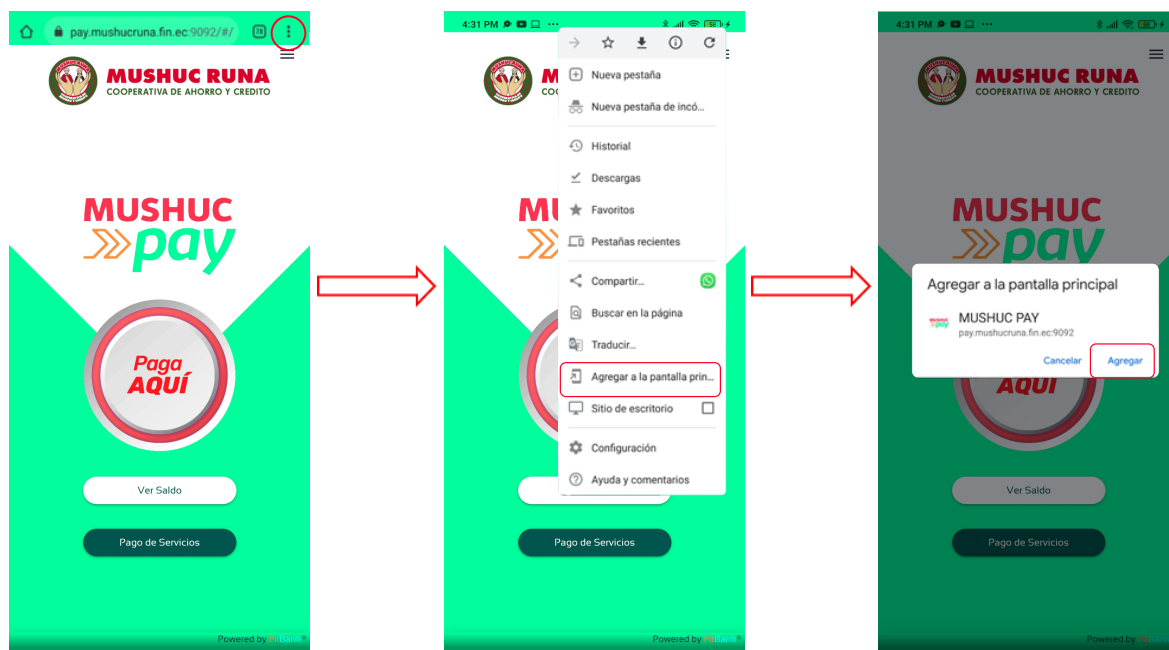 pay.mushucruna.fin.ec:9092/#/
78
MUSHUC RUNA
COOPERATIVA DE AHORRO Y CREDITO
MUSHUC
pay
Paga
AQUÍ
Ver Saldo
Pago de Servicios
Powered by
4:31 PM
M
COO
Nueva pestaña
Nueva pestaña de incó...
Historial
Descargas
Favoritos
Pestañas recientes
Compartir...
Buscar en la página
Traducir...
Agregar a la pantalla prin...
Sitio de escritorio
Configuración
Ayuda y comentarios
MU
Pago de Servicios
Powered by
4:31 PM
MUSHUC RUNA
COOPERATIVA DE AHORRO Y CREDITO
MUSHUC
pay
Agregar a la pantalla principal
MUSHUC PAY
pay.mushucruna.fin.ec:9092
Cancelar
Agregar
AQUÍ
Ver Saldo
Pago de Servicios
Powered by